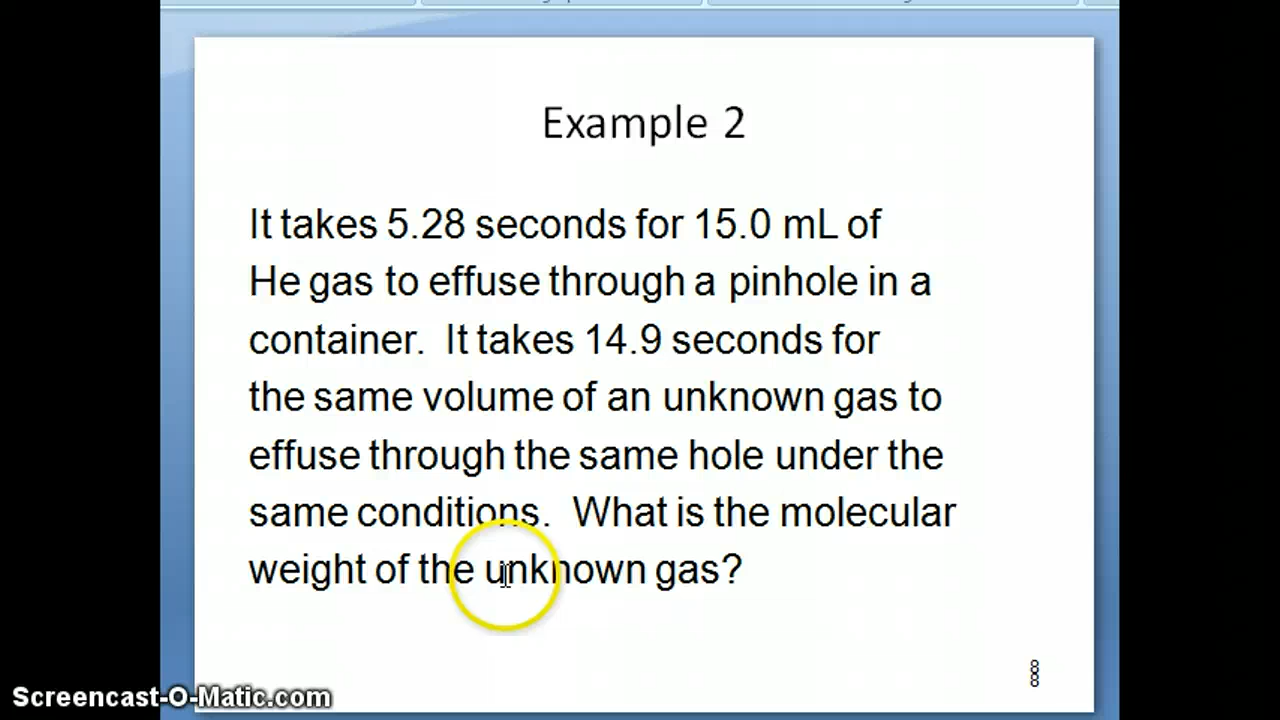 Example 2
It takes 5.28 seconds for 15.0 mL of
He gas to effuse through a pinhole in a
container. It takes 14.9 seconds for
the same volume of an unknown gas to
effuse through the same hole under the
same conditions. What is the molecular
weight of the unknown gas?
8
8
Screencast-O-Matic.com